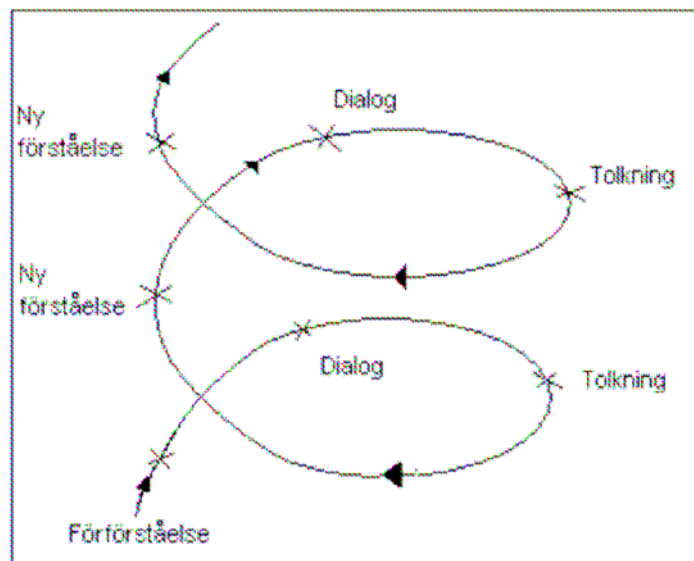 Dialog
Ny
förståelse
Tolkning
Ny
förståelse
Dialog
Tolkning
Förförståelse